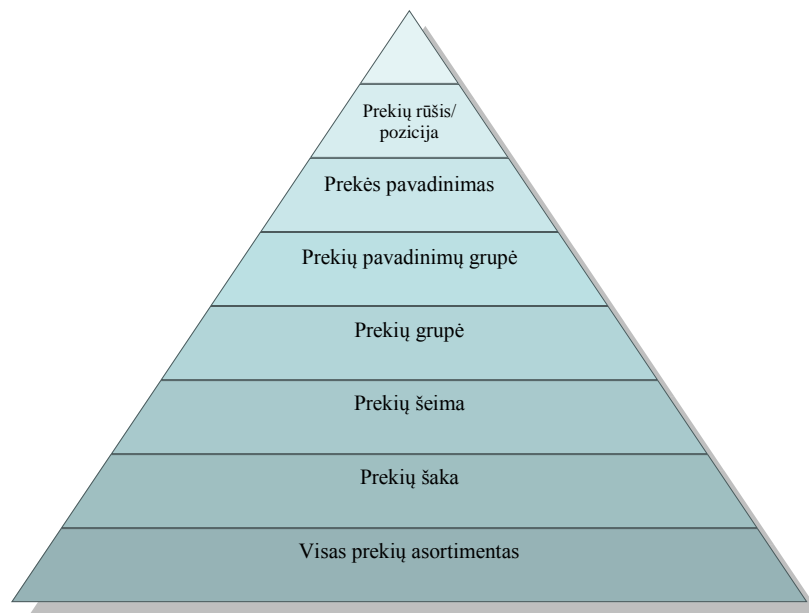 Prekių rūšis/
pozicija
Prekės pavadinimas
Prekių pavadinimų grupė
Prekių grupė
Prekių šeima
Prekių šaka
Visas prekių asortimentas